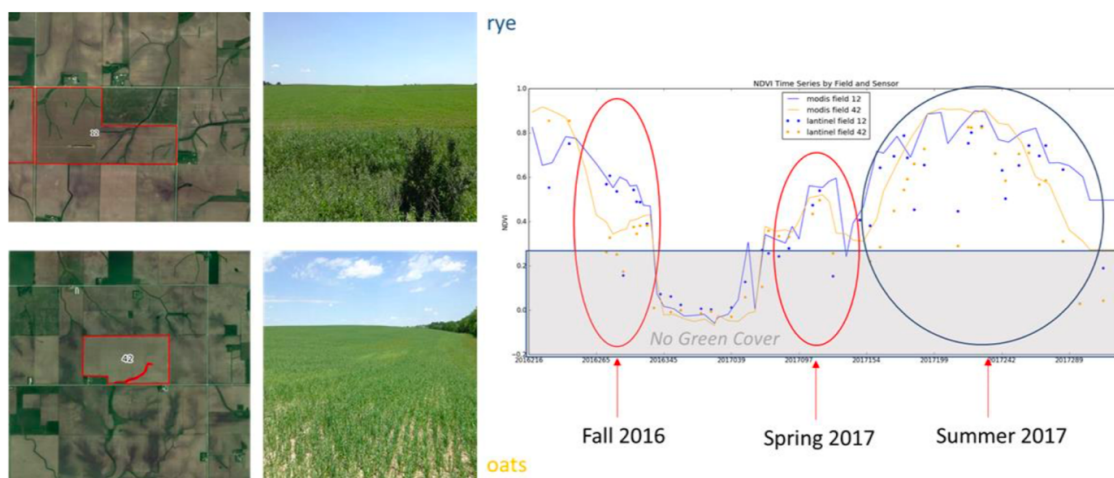 rye
12
42
oats
NDVI Time Series by Field and Sensor
modis field 12
modis field 42
lantinel field 12
lantinel field 42
NDVI
1.0
0.8
0.6
0.4
0.2
0.0
−0.2
No Green Cover
2016216 2016265 2016345 2017039 2017097 2017154 2017199 2017242 2017289
Fall 2016 Spring 2017 Summer 2017